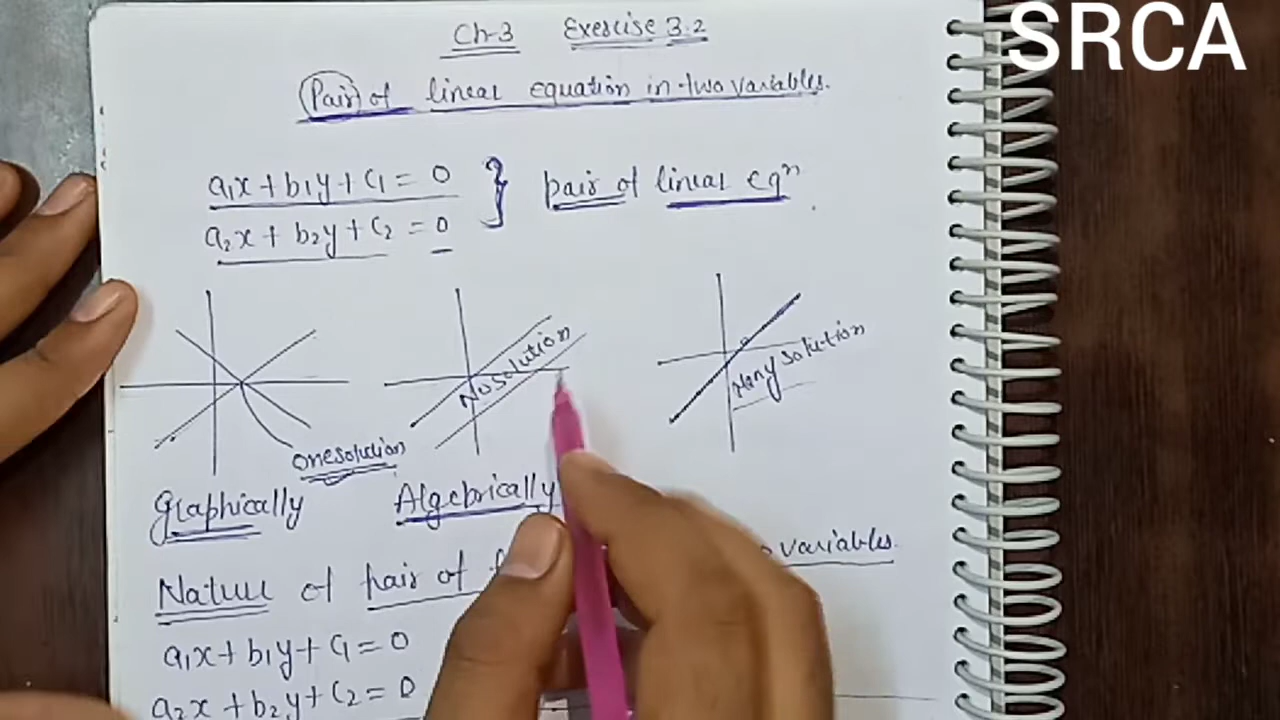 SRCA
Ch-3 Exercise 3.2
(Pair) of lineal equation in two variables.
a₁x + b₁y + c₁ = 0 } pair of lineal eqⁿ
a₂x + b₂y + c₂ = 0
No solution
Many solution
one solution
Graphically Algebrically
Nature of pair of variables.
a₁x + b₁y + c₁ = 0
a₂x + b₂y + c₂ = 0